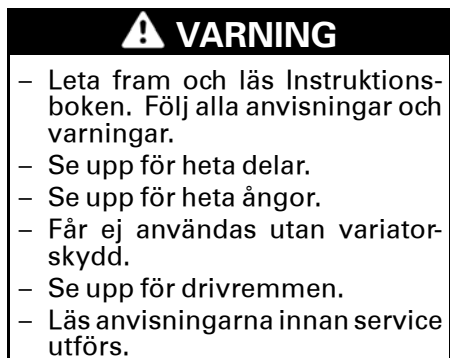 VARNING
– Leta fram och läs Instruktions-
boken. Följ alla anvisningar och
varningar.
– Se upp för heta delar.
– Se upp för heta ångor.
– Får ej användas utan variator-
skydd.
– Se upp för drivremmen.
– Läs anvisningarna innan service
utförs.